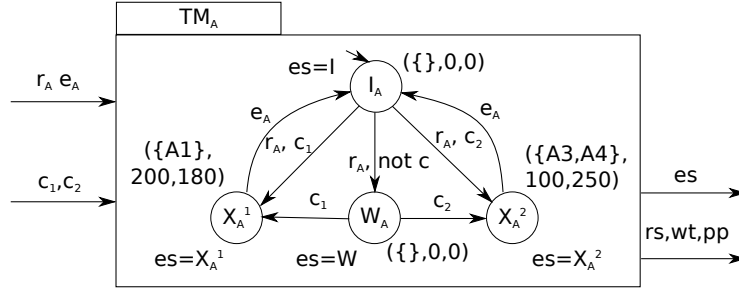 TM_A
es=I
({},0,0)
I_A
r_A e_A
e_A
e_A
r_A, c_1
r_A, not c
r_A, c_2
({A1},
200,180)
({A3,A4},
100,250)
c_1,c_2
es
X_A^1
c_1
W_A
c_2
X_A^2
rs,wt,pp
es=X_A^1
es=W
({},0,0)
es=X_A^2